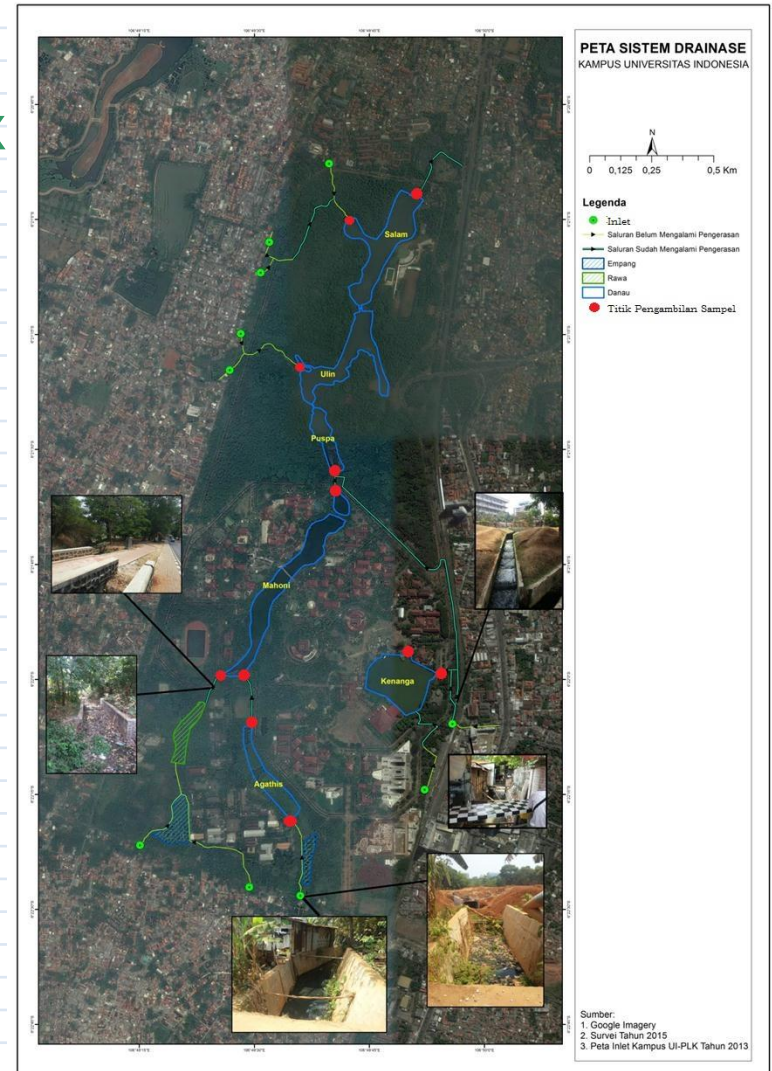 PETA SISTEM DRAINASE
KAMPUS UNIVERSITAS INDONESIA
N
0 0,125 0,25 0,5 Km
Legenda
Inlet
Saluran Belum Mengalami Pengerasan
Saluran Sudah Mengalami Pengerasan
Empang
Rawa
Danau
Titik Pengambilan Sampel
Salam
Ulin
Puspa
Mahoni
Kenanga
Agathis
Sumber:
1. Google Imagery
2. Survei Tahun 2015
3. Peta Inlet Kampus UI-PLK Tahun 2013